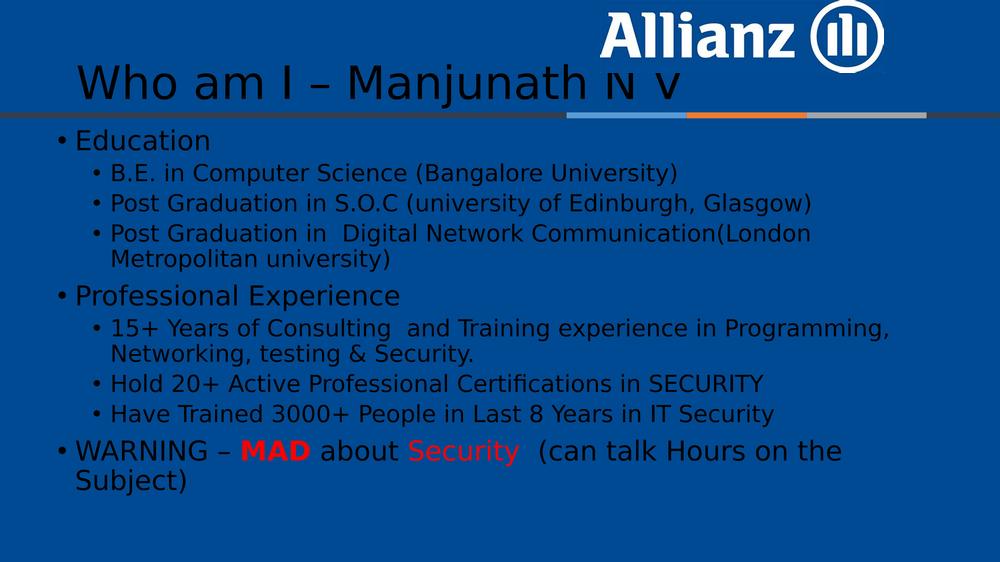 Allianz
Who am I – Manjunath N V
• Education
• B.E. in Computer Science (Bangalore University)
• Post Graduation in S.O.C (university of Edinburgh, Glasgow)
• Post Graduation in  Digital Network Communication(London
Metropolitan university)
• Professional Experience
• 15+ Years of Consulting  and Training experience in Programming,
Networking, testing & Security.
• Hold 20+ Active Professional Certifications in SECURITY
• Have Trained 3000+ People in Last 8 Years in IT Security
• WARNING – MAD about Security  (can talk Hours on the
Subject)